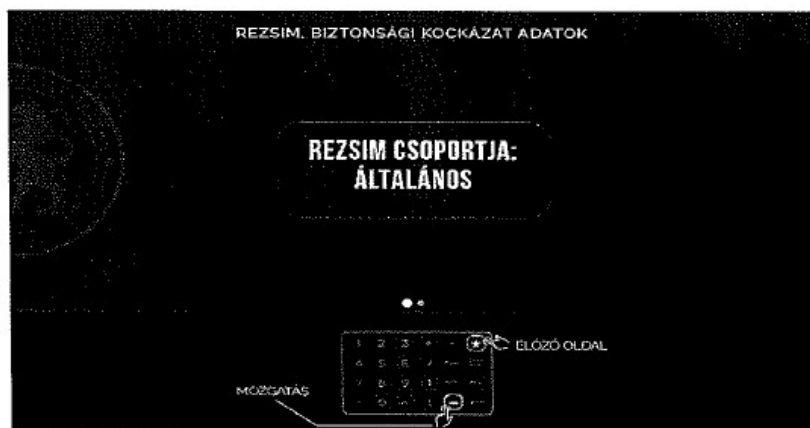 REZSIM, BIZTONSÁGI KOCKÁZAT ADATOK
REZSIM CSOPORTJA:
ÁLTALÁNOS
ELŐZŐ OLDAL
MOZGATÁS